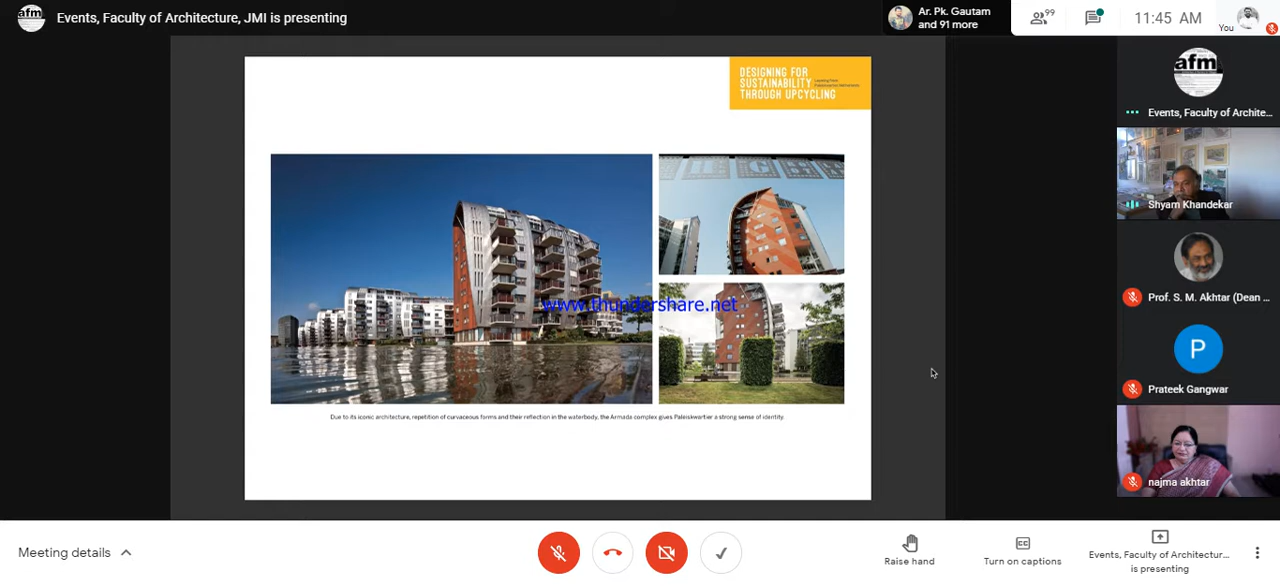 afm
Events, Faculty of Architecture, JMI is presenting
Ar. Pk. Gautam
and 91 more
99
11:45 AM
You
DESIGNING FOR
SUSTAINABILITY
THROUGH UPCYCLING
www.thundershare.net
Due to its iconic architecture, repetition of curvaceous forms and their reflection in the waterbody, the Armada complex gives Paleiskwartier a strong sense of identity.
afm
Events, Faculty of Archite...
Shyam Khandekar
Prof. S. M. Akhtar (Dean ...
P
Prateek Gangwar
najma akhtar
Meeting details
Raise hand
CC
Turn on captions
Events, Faculty of Architectur...
is presenting